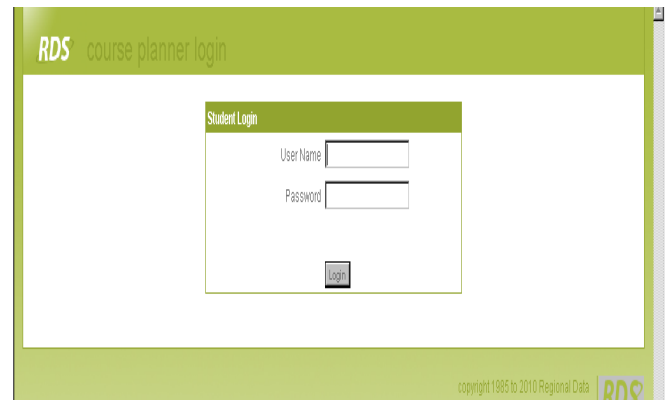 RDS course planner login
Student Login
User Name
Password
Login
copyright 1985 to 2010 Regional Data
RDS